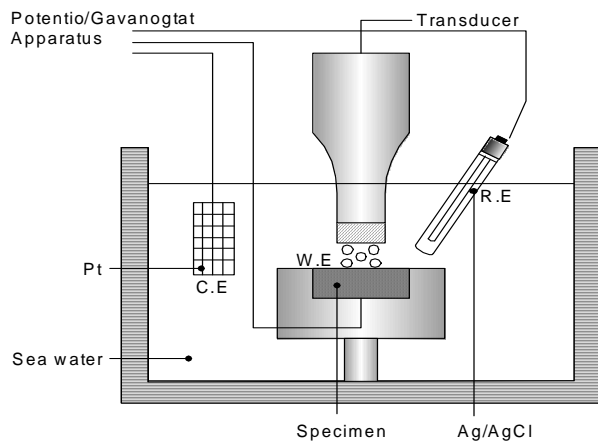 Potentio/Gavanogtat
Apparatus
Transducer
R.E
W.E
Pt
C.E
Sea water
Specimen
Ag/AgCl